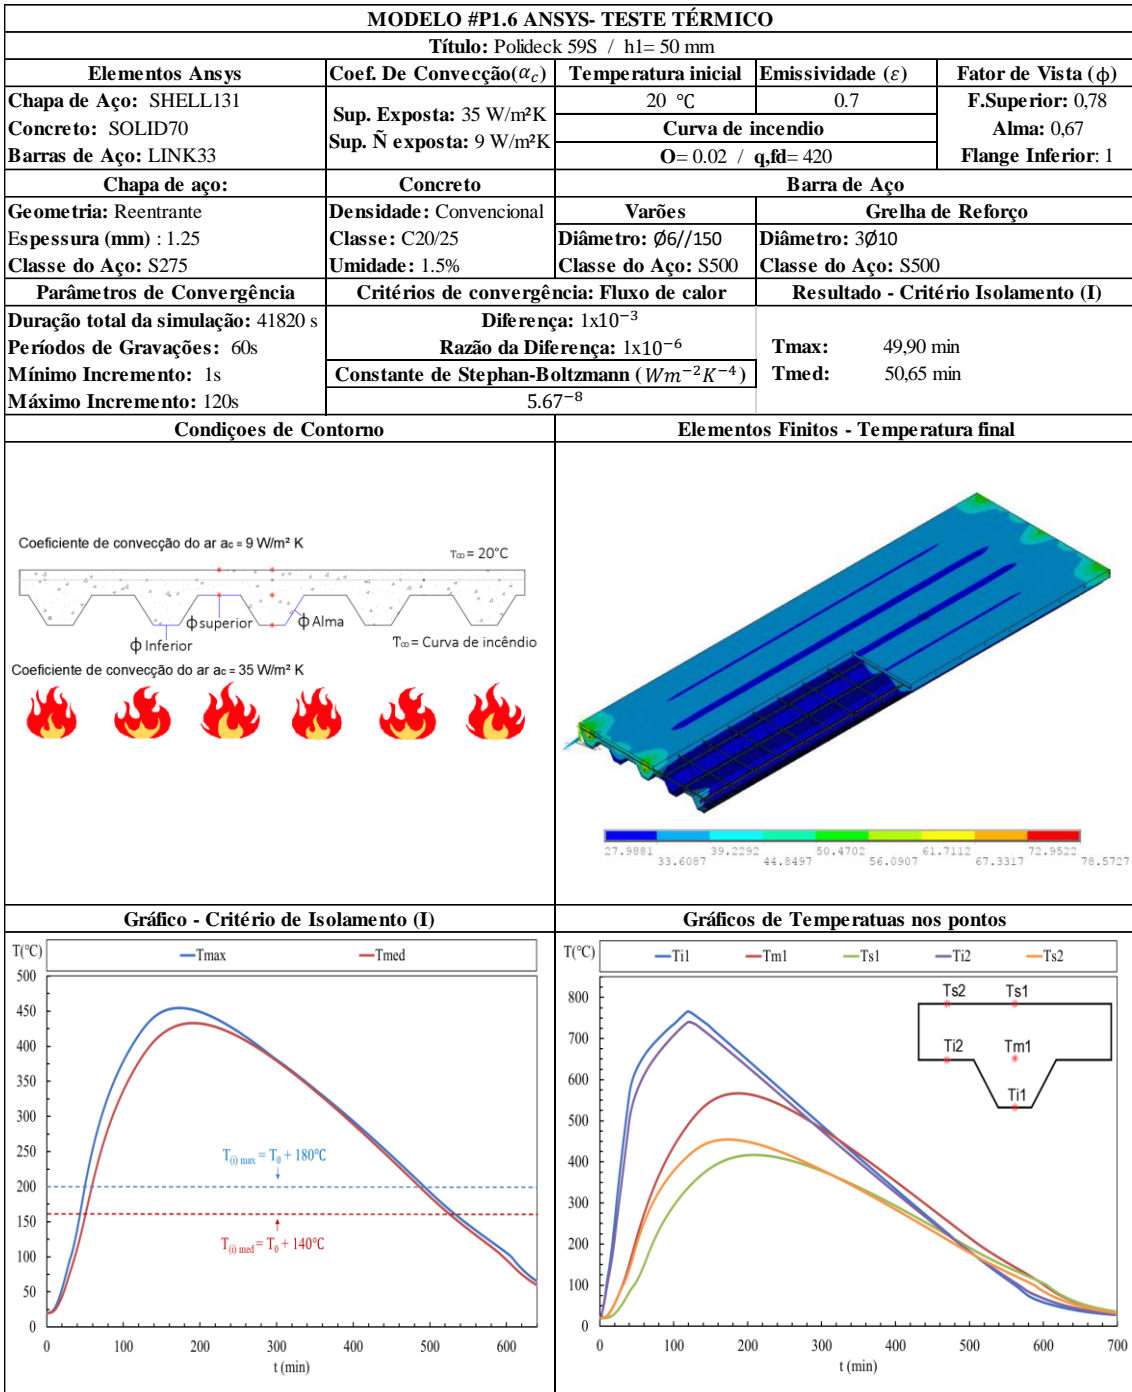 MODELO #P1.6 ANSYS- TESTE TÉRMICO
Título: Polideck 59S / h1= 50 mm
Elementos Ansys
Coef. De Convecção(α_c)
Temperatura inicial
Emissividade (ε)
Fator de Vista (ϕ)
Chapa de Aço: SHELL131
Concreto: SOLID70
Barras de Aço: LINK33
Sup. Exposta: 35 W/m²K
Sup. Ñ exposta: 9 W/m²K
20 °C
0.7
Curva de incendio
O= 0.02 / q,fd= 420
F.Superior: 0,78
Alma: 0,67
Flange Inferior: 1
Chapa de aço:
Concreto
Barra de Aço
Geometria: Reentrante
Espessura (mm) : 1.25
Classe do Aço: S275
Densidade: Convencional
Classe: C20/25
Umidade: 1.5%
Varões
Diâmetro: Ø6//150
Classe do Aço: S500
Grelha de Reforço
Diâmetro: 3Ø10
Classe do Aço: S500
Parâmetros de Convergência
Critérios de convergência: Fluxo de calor
Resultado - Critério Isolamento (I)
Duração total da simulação: 41820 s
Períodos de Gravações: 60s
Mínimo Incremento: 1s
Máximo Incremento: 120s
Diferença: 1x10⁻³
Razão da Diferença: 1x10⁻⁶
Constante de Stephan-Boltzmann (Wm⁻²K⁻⁴)
5.67⁻⁸
Tmax: 49,90 min
Tmed: 50,65 min
Condiçoes de Contorno
Elementos Finitos - Temperatura final
Coeficiente de convecção do ar ac = 9 W/m² K
T∞ = 20°C
ϕ superior
ϕ Alma
ϕ Inferior
T∞ = Curva de incêndio
Coeficiente de convecção do ar ac = 35 W/m² K
27.9881 39.2292 50.4702 61.7112 72.9522
33.6087 44.8497 56.0907 67.3317 78.5727
Gráfico - Critério de Isolamento (I)
Gráficos de Temperatuas nos pontos
T(°C)
Tmax
Tmed
500
450
400
350
300
250
200
150
100
50
0
T(i) max = T0 + 180°C
T(i) med = T0 + 140°C
0 100 200 300 400 500 600
t (min)
T(°C)
Ti1
Tm1
Ts1
Ti2
Ts2
800
700
600
500
400
300
200
100
0
Ts2
Ts1
Ti2
Tm1
Ti1
0 100 200 300 400 500 600 700
t (min)